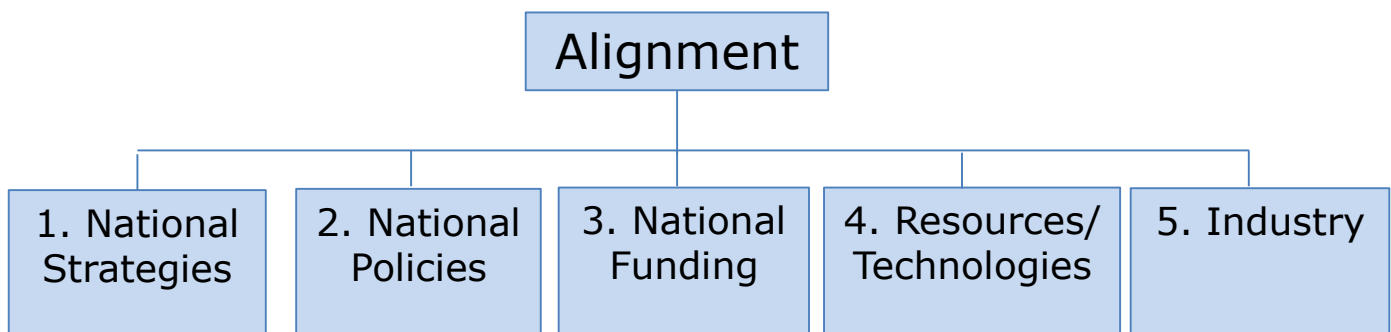 Alignment
1. National
Strategies
2. National
Policies
3. National
Funding
4. Resources/
Technologies
5. Industry